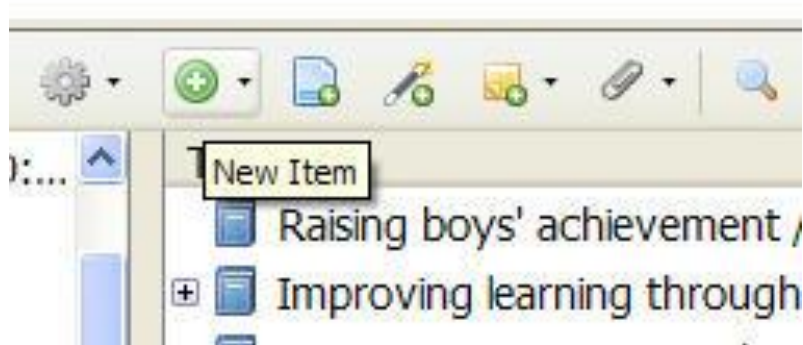 ):...
New Item
Raising boys' achievement /
Improving learning through